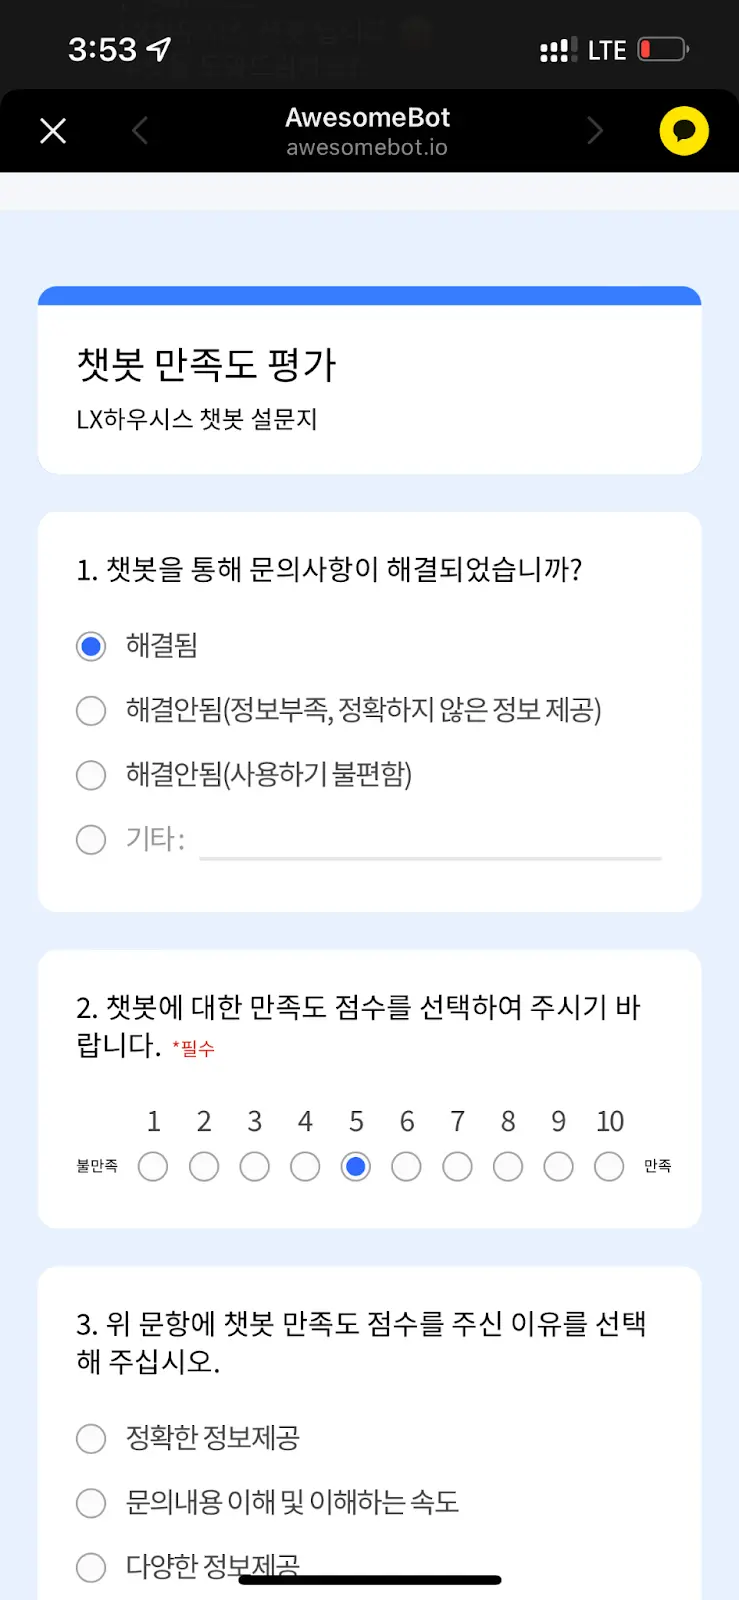 3:53
LTE
AwesomeBot
awesomebot.io
챗봇 만족도 평가
LX하우시스 챗봇 설문지
1. 챗봇을 통해 문의사항이 해결되었습니까?
해결됨
해결안됨(정보부족, 정확하지 않은 정보 제공)
해결안됨(사용하기 불편함)
기타 :
2. 챗봇에 대한 만족도 점수를 선택하여 주시기 바
랍니다. *필수
1 2 3 4 5 6 7 8 9 10
불만족 만족
3. 위 문항에 챗봇 만족도 점수를 주신 이유를 선택
해 주십시오.
정확한 정보제공
문의내용 이해 및 이해하는 속도
다양한 정보제공